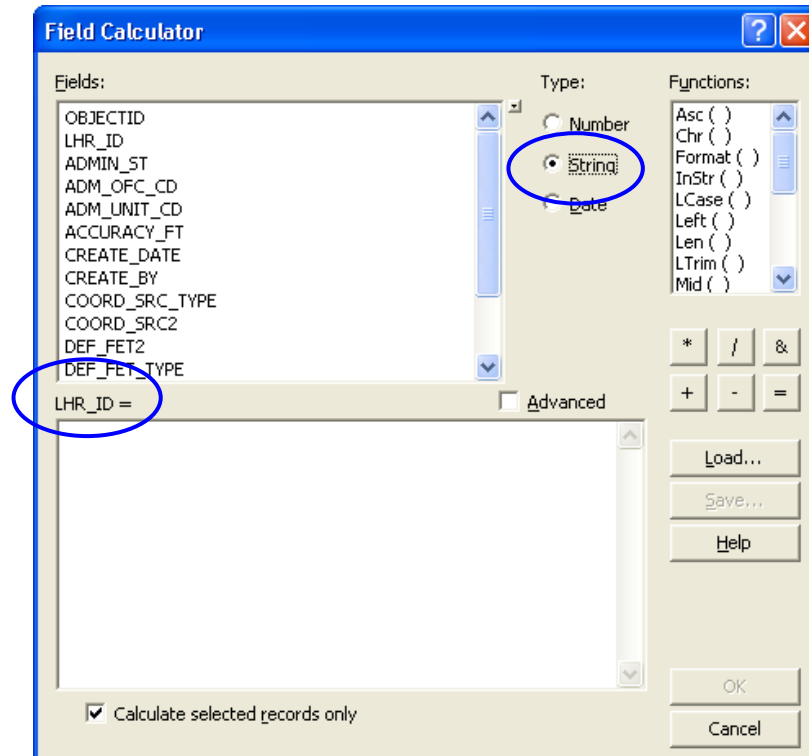 Field Calculator
Fields:
OBJECTID
LHR_ID
ADMIN_ST
ADM_OFC_CD
ADM_UNIT_CD
ACCURACY_FT
CREATE_DATE
CREATE_BY
COORD_SRC_TYPE
COORD_SRC2
DEF_FET2
DEF_FET_TYPE
Type:
Number
String
Date
Functions:
Asc ( )
Chr ( )
Format ( )
InStr ( )
LCase ( )
Left ( )
Len ( )
LTrim ( )
Mid ( )
* / &
+ - =
LHR_ID =
Advanced
Load...
Save...
Help
Calculate selected records only
OK
Cancel